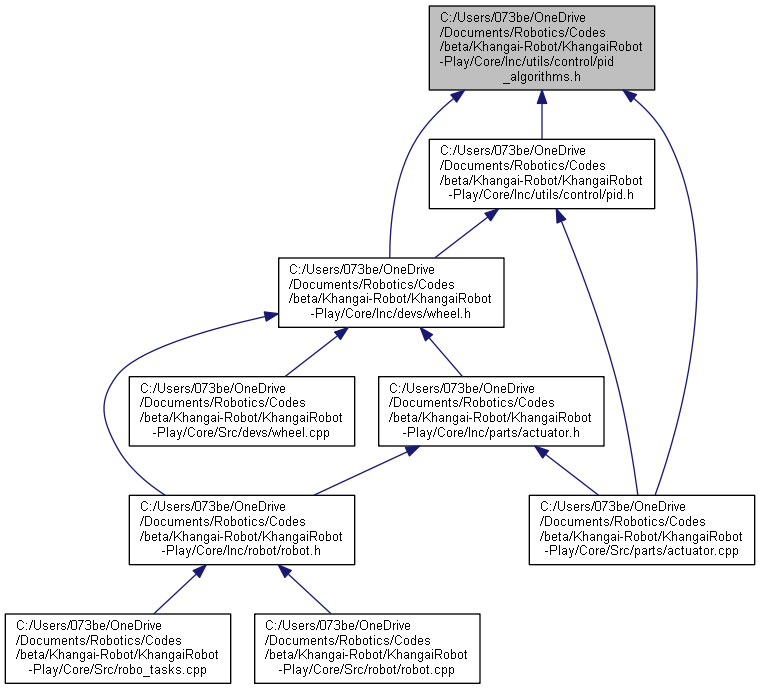 C:/Users/073be/OneDrive
/Documents/Robotics/Codes
/beta/Khangai-Robot/KhangaiRobot
-Play/Core/Inc/utils/control/pid
_algorithms.h
C:/Users/073be/OneDrive
/Documents/Robotics/Codes
/beta/Khangai-Robot/KhangaiRobot
-Play/Core/Inc/utils/control/pid.h
C:/Users/073be/OneDrive
/Documents/Robotics/Codes
/beta/Khangai-Robot/KhangaiRobot
-Play/Core/Inc/devs/wheel.h
C:/Users/073be/OneDrive
/Documents/Robotics/Codes
/beta/Khangai-Robot/KhangaiRobot
-Play/Core/Src/devs/wheel.cpp
C:/Users/073be/OneDrive
/Documents/Robotics/Codes
/beta/Khangai-Robot/KhangaiRobot
-Play/Core/Inc/parts/actuator.h
C:/Users/073be/OneDrive
/Documents/Robotics/Codes
/beta/Khangai-Robot/KhangaiRobot
-Play/Core/Inc/robot/robot.h
C:/Users/073be/OneDrive
/Documents/Robotics/Codes
/beta/Khangai-Robot/KhangaiRobot
-Play/Core/Src/parts/actuator.cpp
C:/Users/073be/OneDrive
/Documents/Robotics/Codes
/beta/Khangai-Robot/KhangaiRobot
-Play/Core/Src/robo_tasks.cpp
C:/Users/073be/OneDrive
/Documents/Robotics/Codes
/beta/Khangai-Robot/KhangaiRobot
-Play/Core/Src/robot/robot.cpp